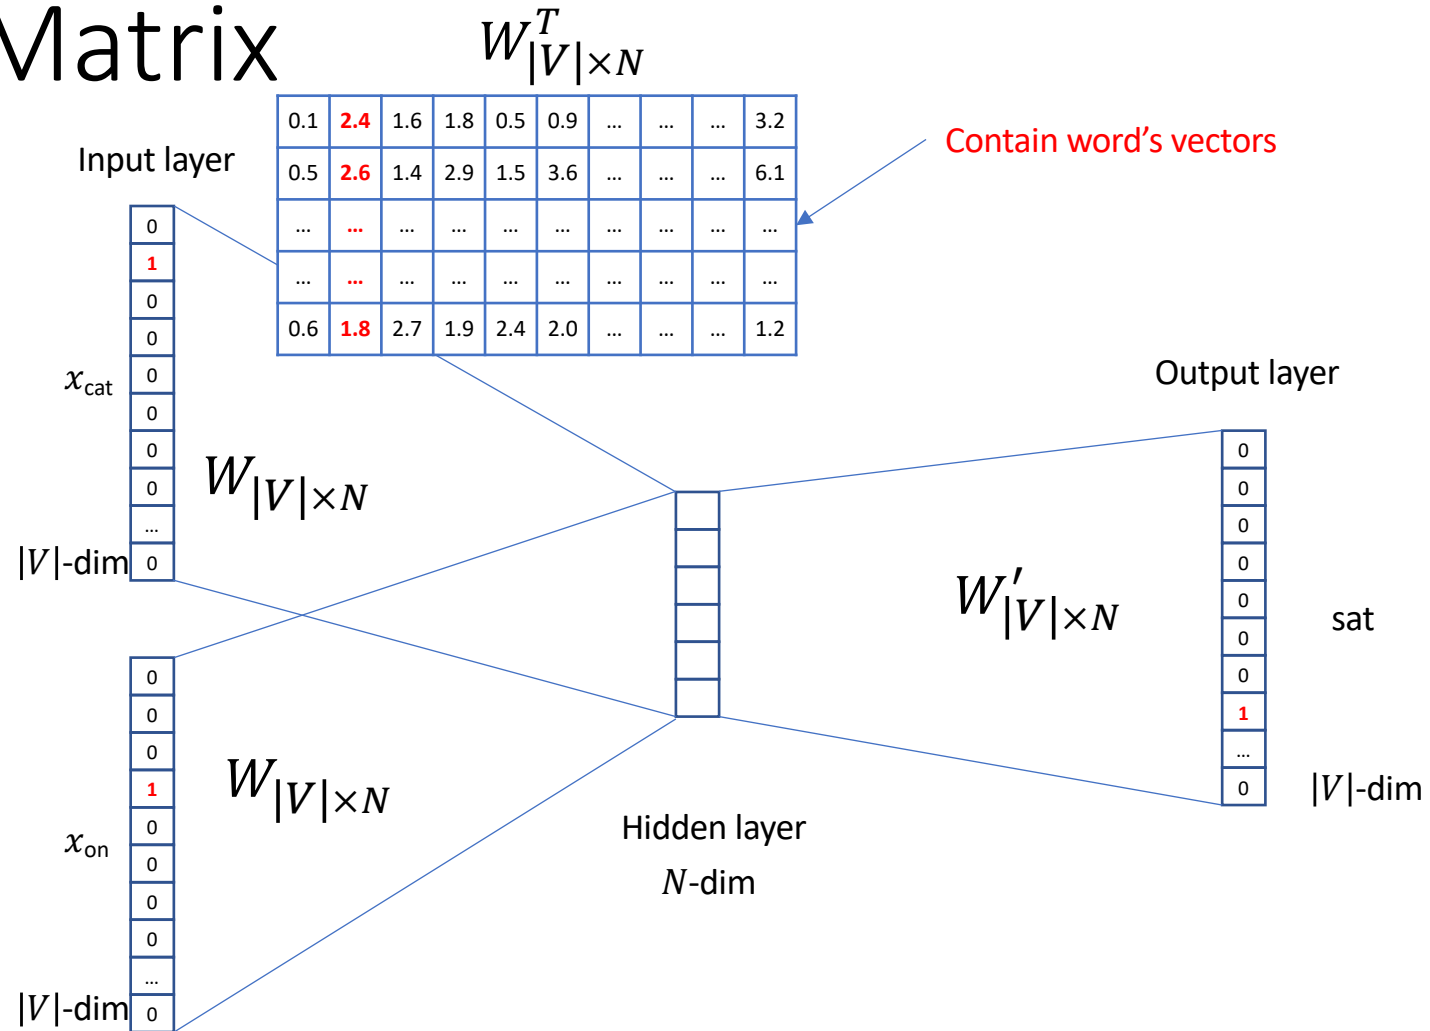 Matrix
W^T_{|V|×N}
0.1 2.4 1.6 1.8 0.5 0.9 ... ... ... 3.2
0.5 2.6 1.4 2.9 1.5 3.6 ... ... ... 6.1
... ... ... ... ... ... ... ... ... ...
... ... ... ... ... ... ... ... ... ...
0.6 1.8 2.7 1.9 2.4 2.0 ... ... ... 1.2
Contain word's vectors
Input layer
0
1
0
0
0
0
0
0
...
0
x_cat
|V|-dim
W_{|V|×N}
0
0
0
1
0
0
0
0
...
0
x_on
|V|-dim
W_{|V|×N}
Hidden layer
N-dim
W'_{|V|×N}
Output layer
0
0
0
0
0
0
0
1
...
0
sat
|V|-dim